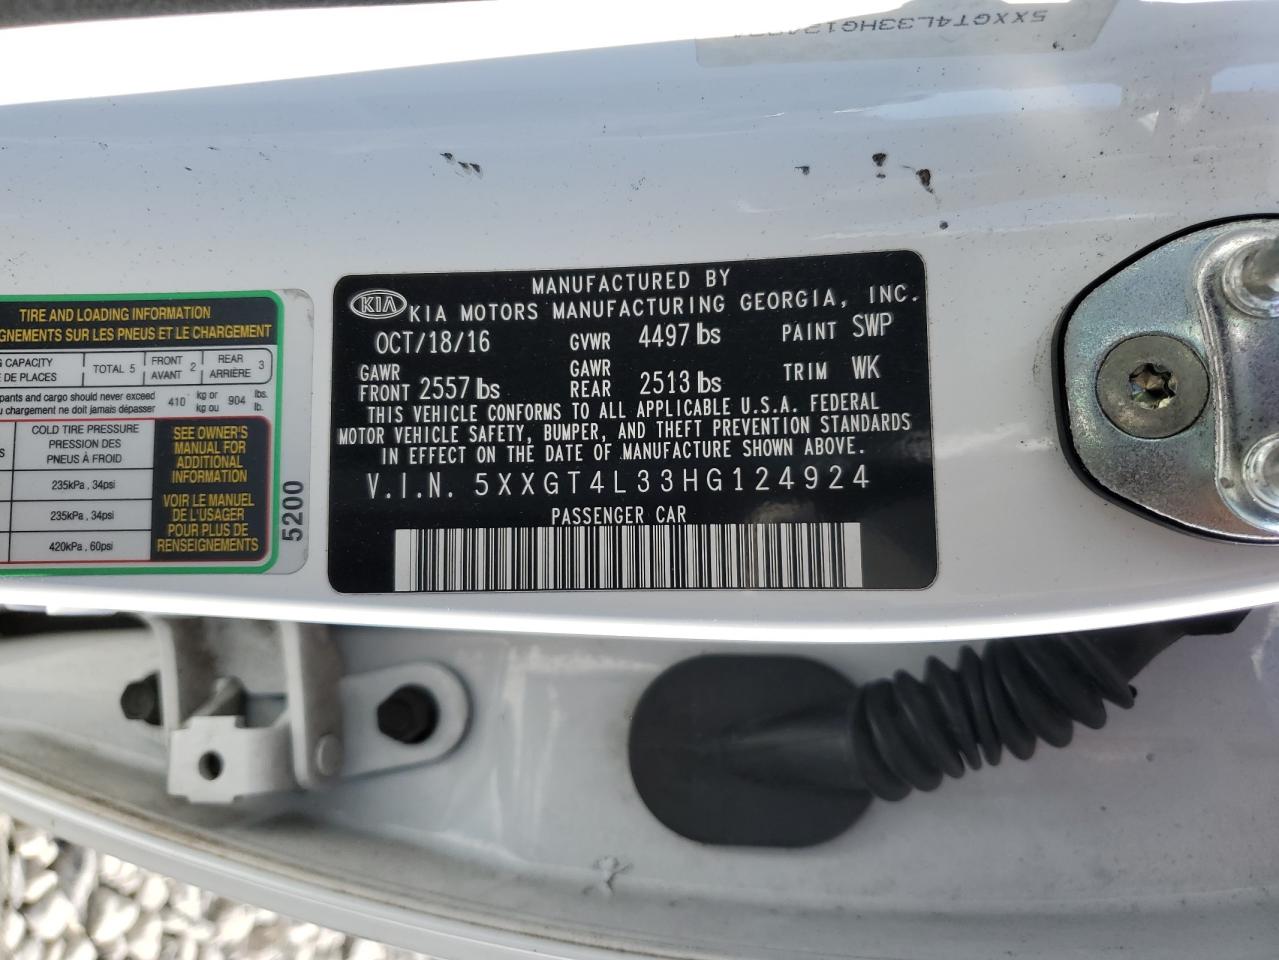 5XXGT4L33HG124924
TIRE AND LOADING INFORMATION
GNEMENTS SUR LES PNEUS ET LE CHARGEMENT
CAPACITY
DE PLACES
TOTAL 5
FRONT
AVANT 2
REAR
ARRIÈRE 3
pants and cargo should never exceed
chargement ne doit jamais dépasser
410 kg or
kg ou
904 lbs.
lb.
COLD TIRE PRESSURE
PRESSION DES
PNEUS À FROID
235kPa, 34psi
235kPa, 34psi
420kPa, 60psi
SEE OWNER'S
MANUAL FOR
ADDITIONAL
INFORMATION
VOIR LE MANUEL
DE L'USAGER
POUR PLUS DE
RENSEIGNEMENTS
5200
MANUFACTURED BY
KIA KIA MOTORS MANUFACTURING GEORGIA, INC.
OCT/18/16 GVWR 4497 lbs PAINT SWP
GAWR FRONT 2557 lbs GAWR REAR 2513 lbs TRIM WK
THIS VEHICLE CONFORMS TO ALL APPLICABLE U.S.A. FEDERAL
MOTOR VEHICLE SAFETY, BUMPER, AND THEFT PREVENTION STANDARDS
IN EFFECT ON THE DATE OF MANUFACTURE SHOWN ABOVE.
V.I.N. 5XXGT4L33HG124924
PASSENGER CAR